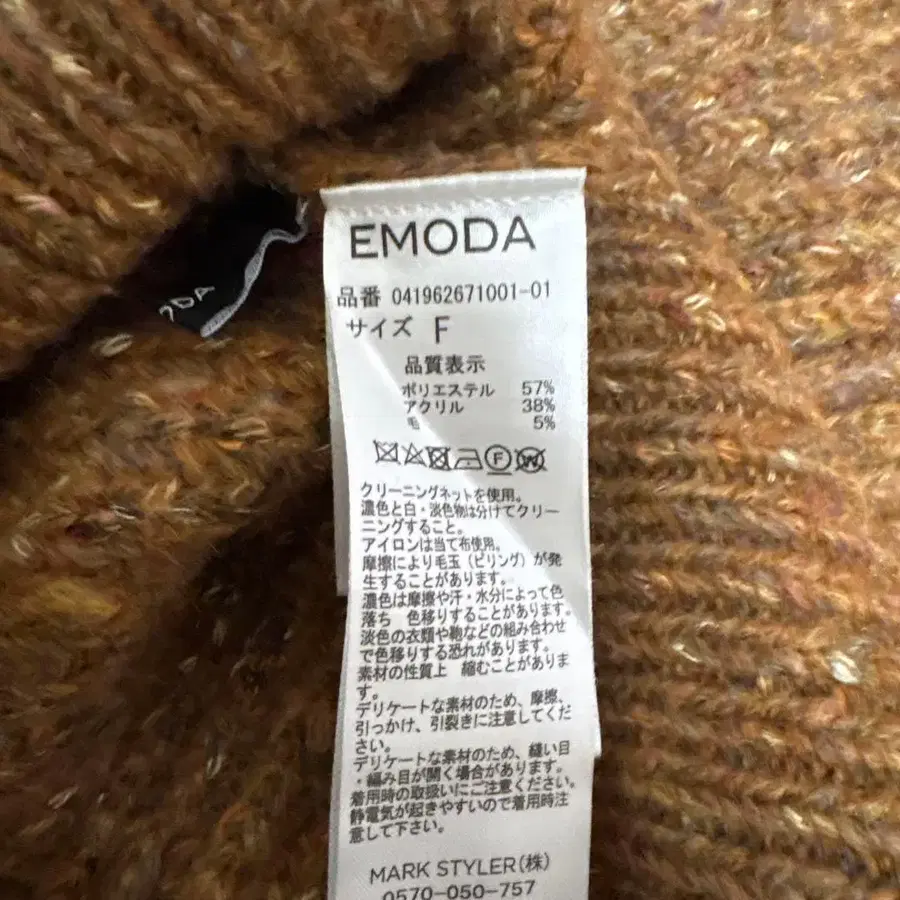 EMODA
品番 041962671001-01
サイズ F
品質表示
ポリエステル 57%
アクリル 38%
毛 5%
クリーニングネットを使用。
濃色と白・淡色物は分けてクリー
ニングすること。
アイロンは当て布使用。
摩擦により毛玉（ピリング）が発
生することがあります。
濃色は摩擦や汗・水分によって色
落ち 色移りすることがあります。
淡色の衣類や鞄などの組み合わせ
で色移りする恐れがあります。
素材の性質上 縮むことがありま
す。
デリケートな素材のため、摩擦、
引っかけ、引裂きに注意してくだ
さい。
デリケートな素材のため、縫い目
・編み目が開く場合があります。
着用時の取扱いにご注意ください。
静電気が起きやすいので着用時注
意して下さい。
MARK STYLER(株)
0570-050-757
ODA